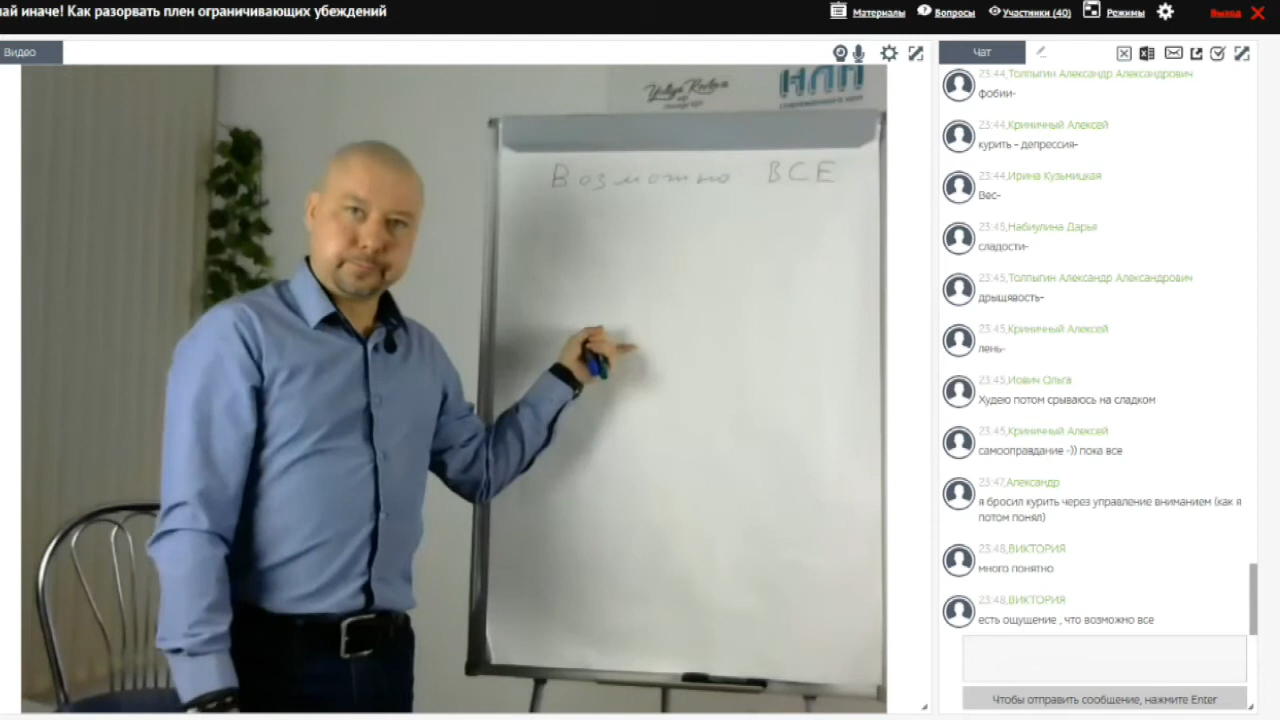 най иначе! Как разорвать плен ограничивающих убеждений
Материалы
Вопросы
Участники (40)
Режимы
Выход
Видео
НЛП
Возможно ВСЕ
Чат
23:44,Толпыгин Александр Александрович
фобии-
23:44,Криничный Алексей
курить - депрессия-
23:44,Ирина Кузьмицкая
Вес-
23:45,Набиулина Дарья
сладости-
23:45,Толпыгин Александр Александрович
дрыщявость-
23:45,Криничный Алексей
лень-
23:45,Иович Ольга
Худею потом срываюсь на сладком
23:45,Криничный Алексей
самооправдание -)) пока все
23:47,Александр
я бросил курить через управление вниманием (как я
потом понял)
23:48,ВИКТОРИЯ
много понятно
23:48,ВИКТОРИЯ
есть ощущение , что возможно все
Чтобы отправить сообщение, нажмите Enter